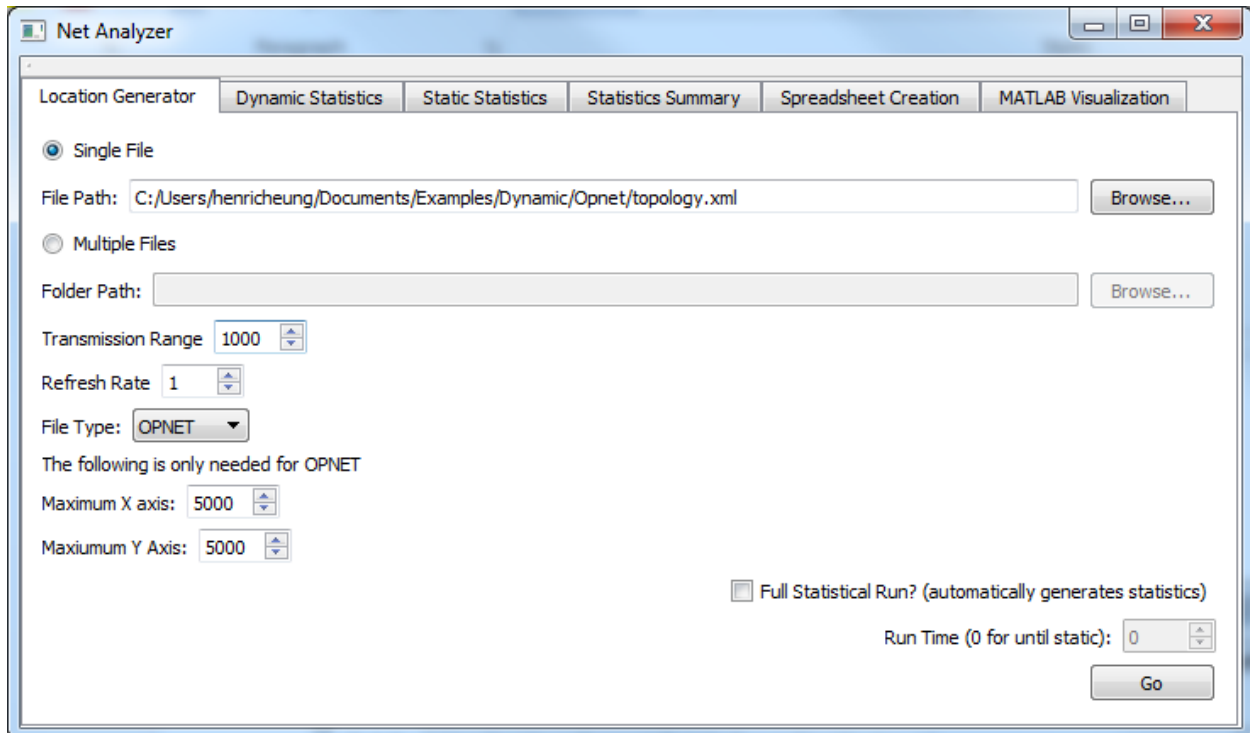 Net Analyzer
Location Generator Dynamic Statistics Static Statistics Statistics Summary Spreadsheet Creation MATLAB Visualization
Single File
File Path: C:/Users/henricheung/Documents/Examples/Dynamic/Opnet/topology.xml Browse...
Multiple Files
Folder Path: Browse...
Transmission Range 1000
Refresh Rate 1
File Type: OPNET
The following is only needed for OPNET
Maximum X axis: 5000
Maxiumum Y Axis: 5000
Full Statistical Run? (automatically generates statistics)
Run Time (0 for until static): 0
Go